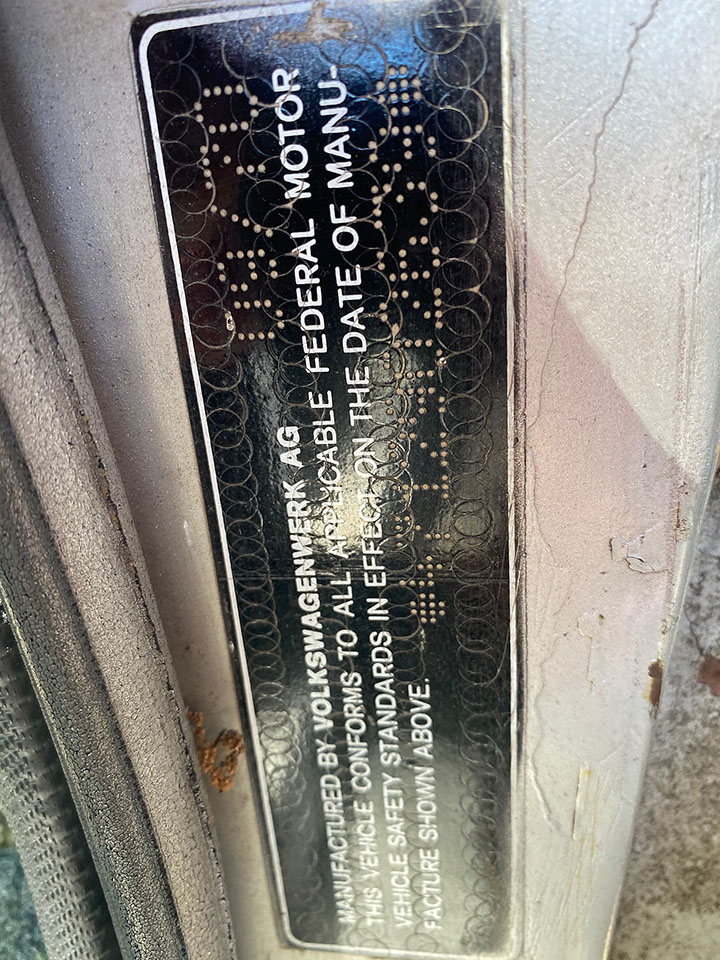 MANUFACTURED BY VOLKSWAGENWERK AG
THIS VEHICLE CONFORMS TO ALL APPLICABLE FEDERAL MOTOR
VEHICLE SAFETY STANDARDS IN EFFECT ON THE DATE OF MANU-
FACTURE SHOWN ABOVE.